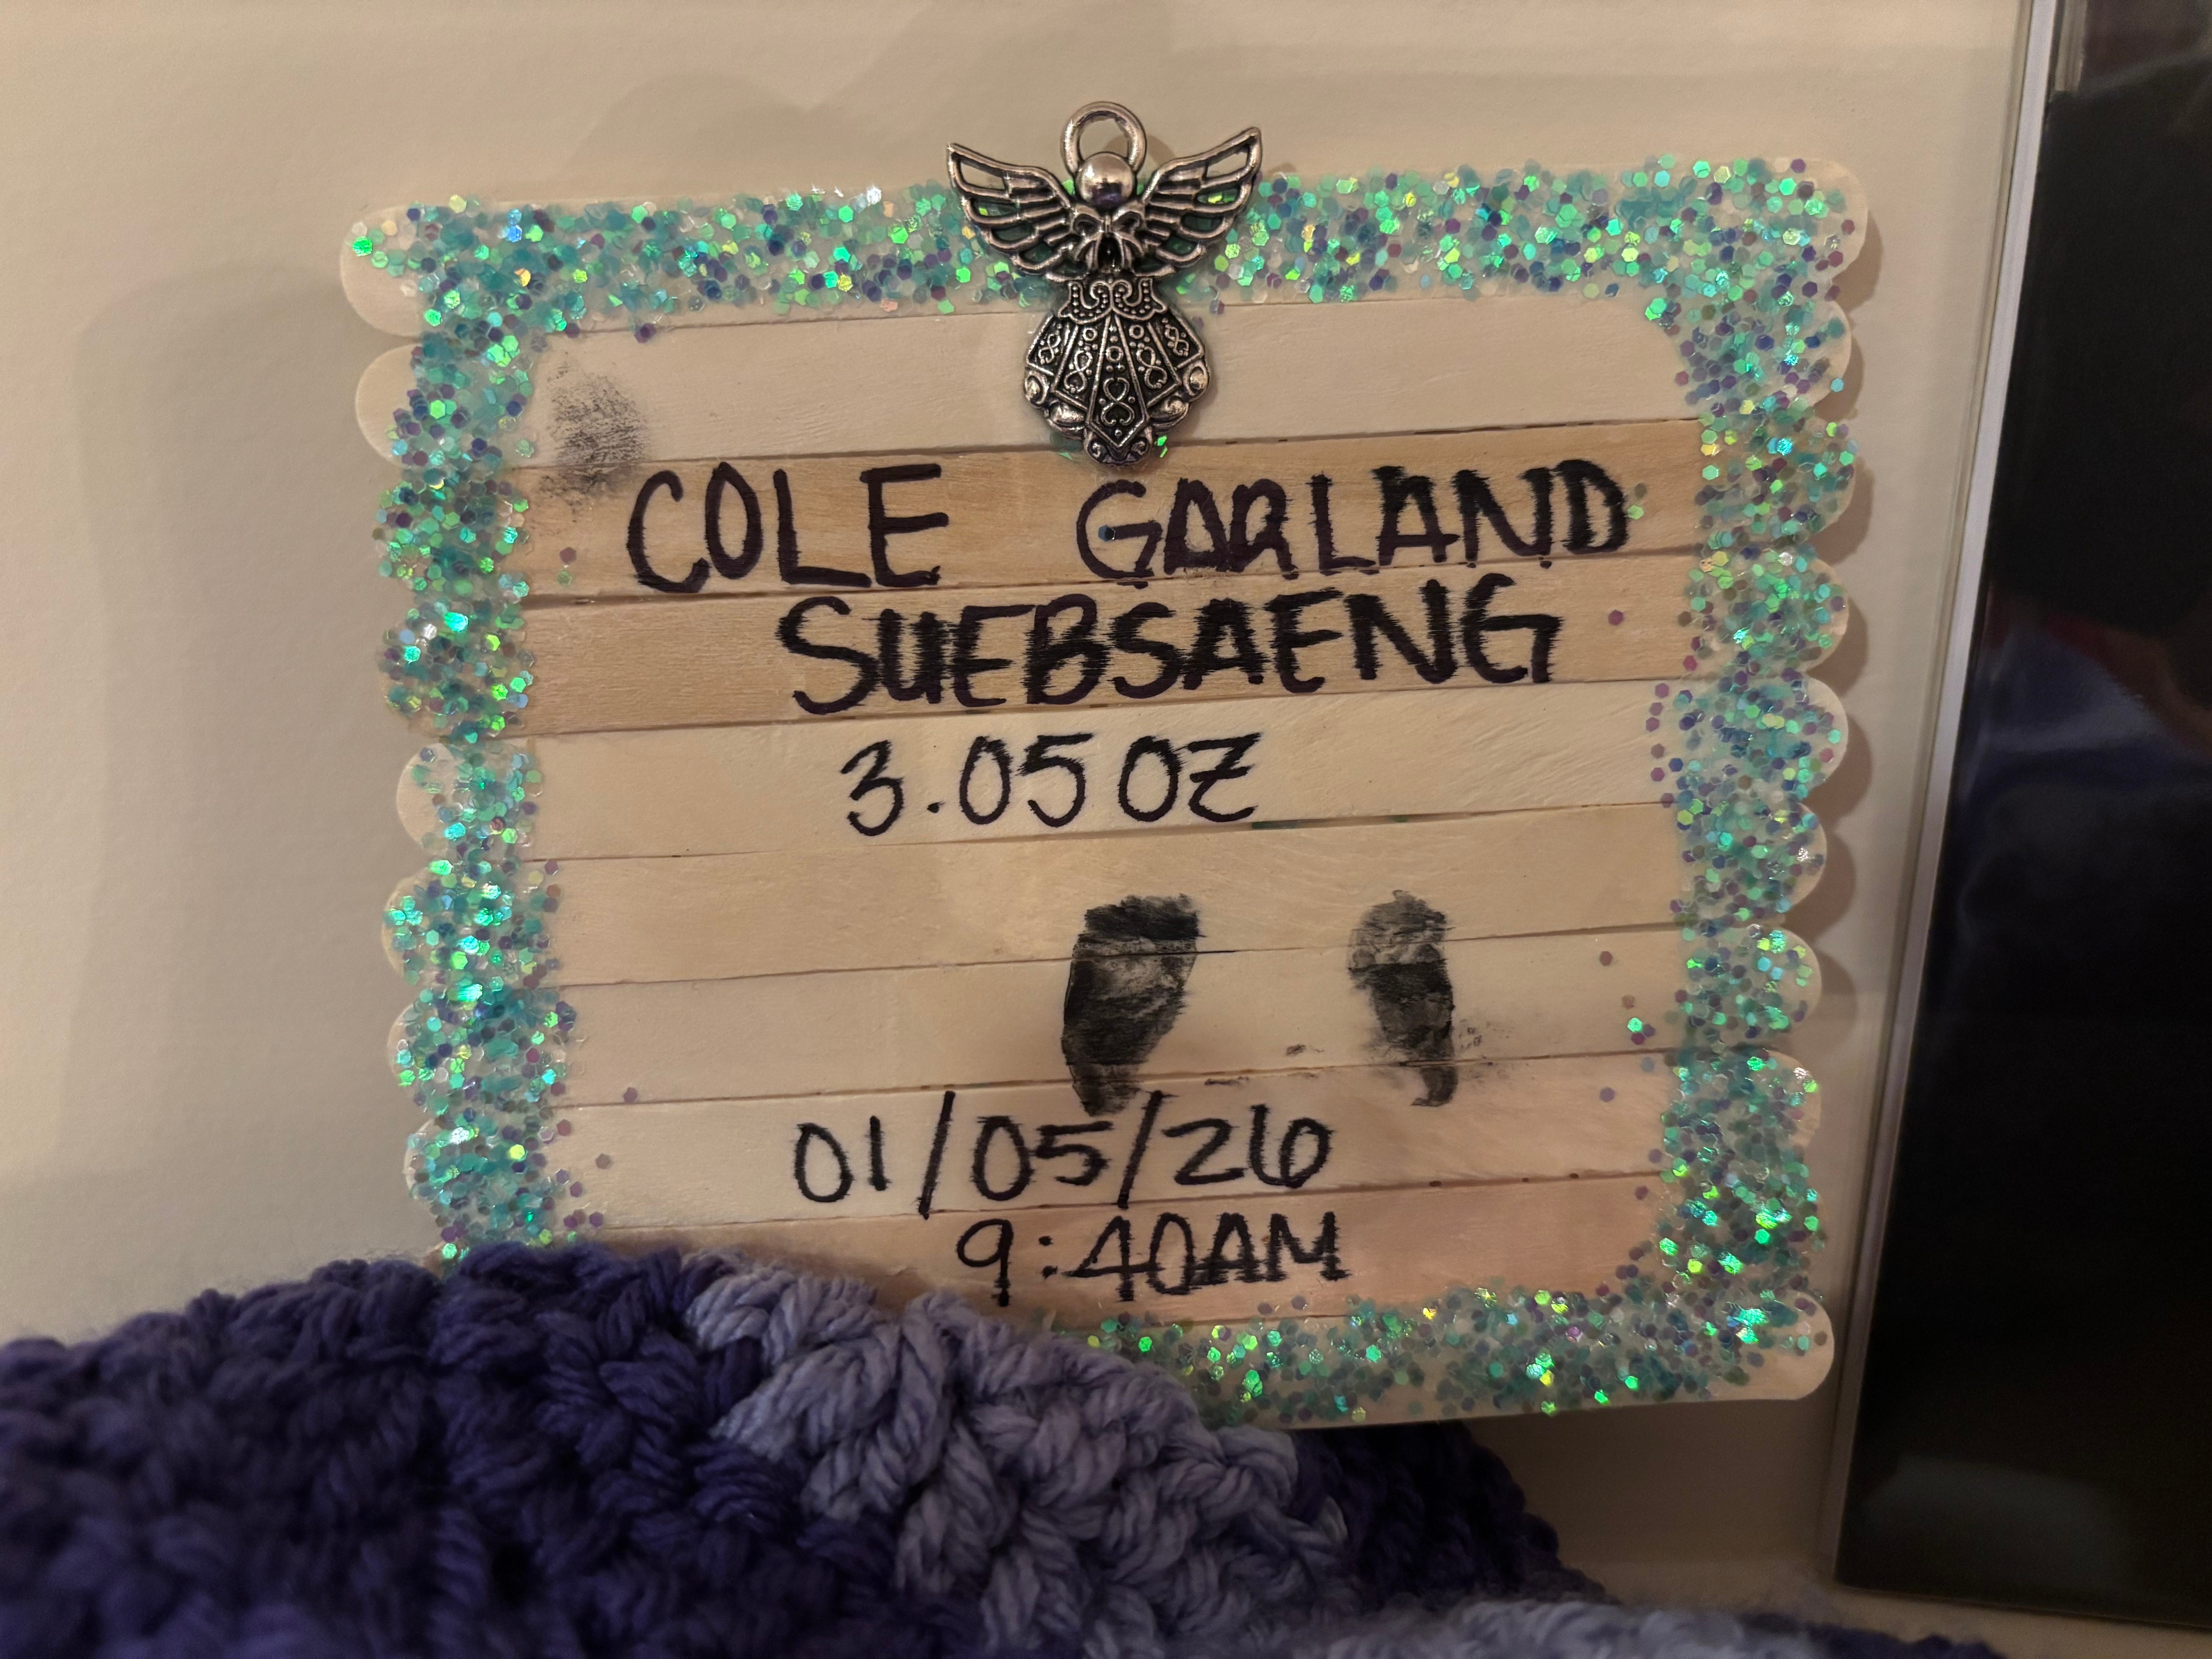 COLE GARLAND
SUEBSAENG
3.05 OZ
01/05/26
9:40AM